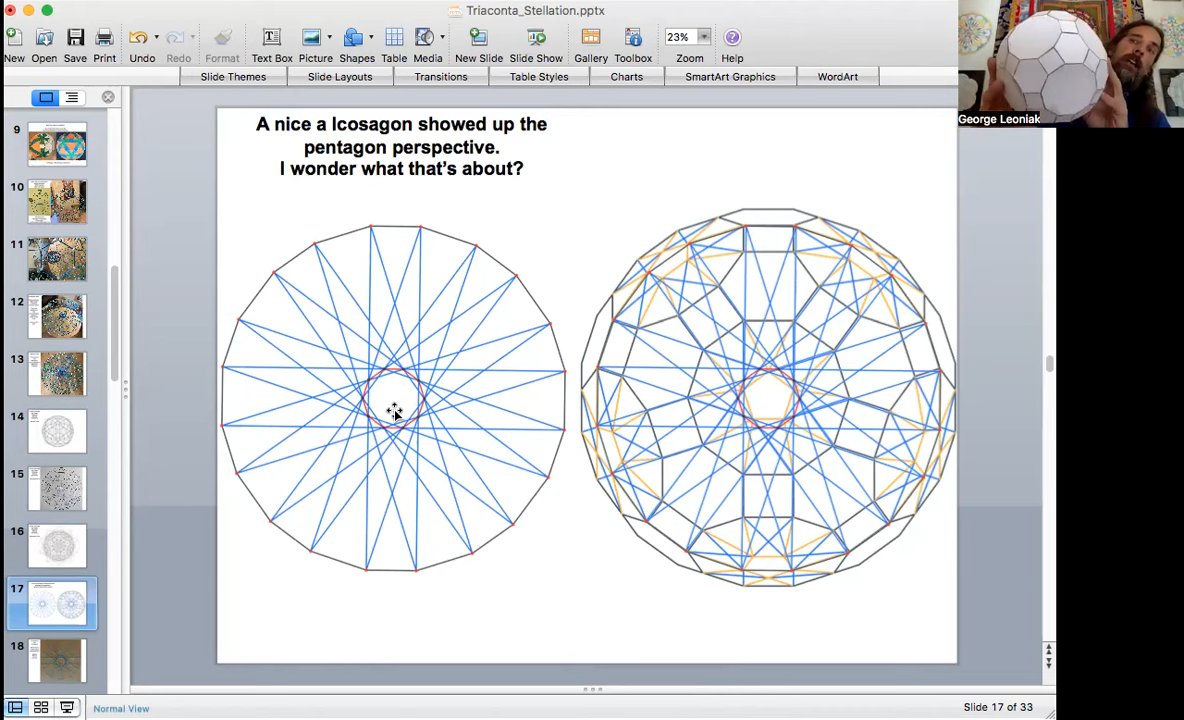 Triaconta_Stellation.pptx
New Open Save Print Undo Redo Format Text Box Picture Shapes Table Media New Slide Slide Show Gallery Toolbox Zoom Help
23%
Slide Themes Slide Layouts Transitions Table Styles Charts SmartArt Graphics WordArt
George Leoniak
9
10
11
12
13
14
15
16
17
18
A nice a Icosagon showed up the
pentagon perspective.
I wonder what that's about?
Normal View
Slide 17 of 33